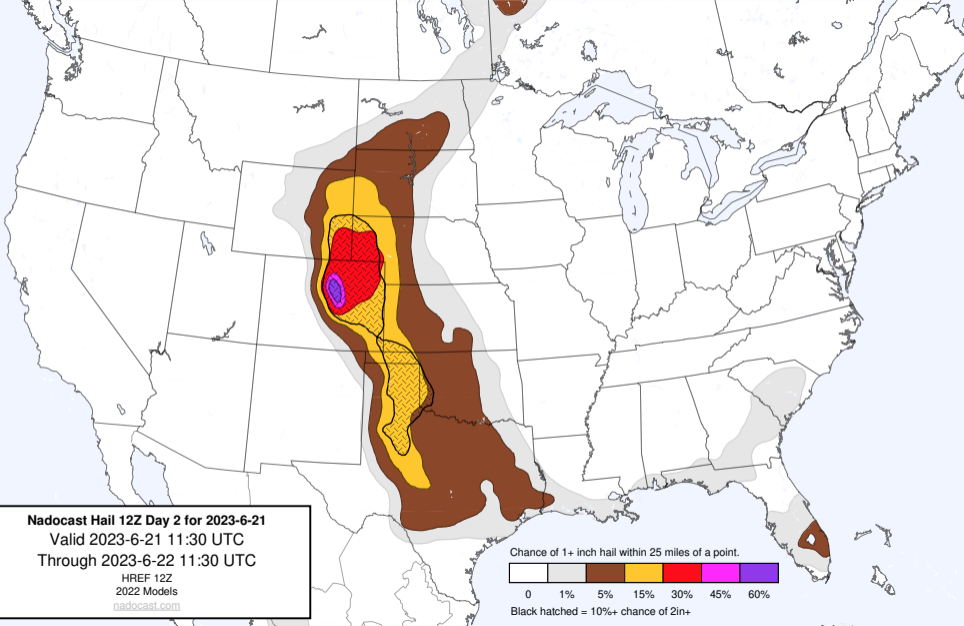 Nadocast Hail 12Z Day 2 for 2023-6-21
Valid 2023-6-21 11:30 UTC
Through 2023-6-22 11:30 UTC
HREF 12Z
2022 Models
nadocast.com
Chance of 1+ inch hail within 25 miles of a point.
0 1% 5% 15% 30% 45% 60%
Black hatched = 10%+ chance of 2in+